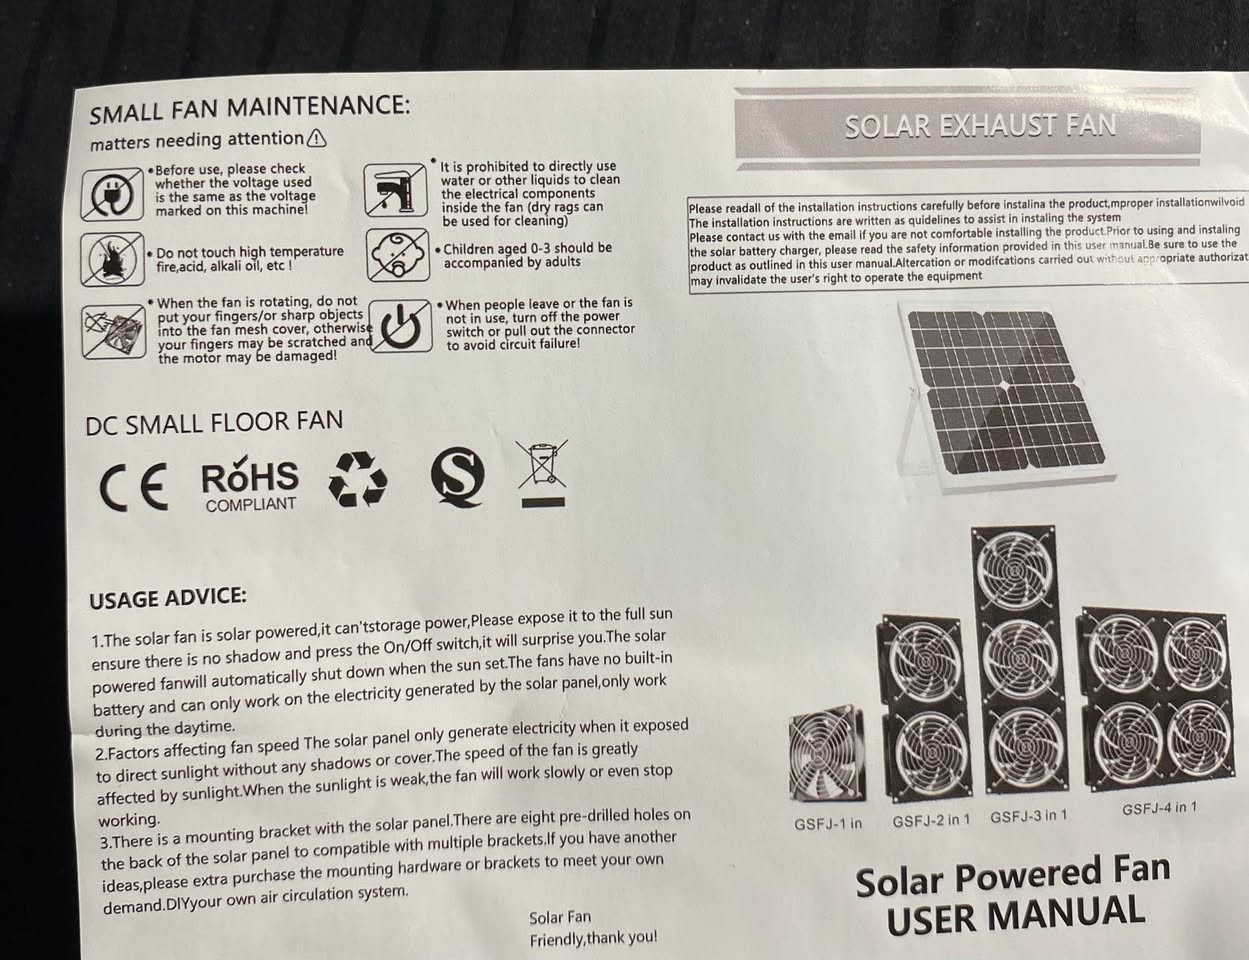 SMALL FAN MAINTENANCE:
matters needing attention
•Before use, please check
whether the voltage used
is the same as the voltage
marked on this machine!
• Do not touch high temperature
fire,acid, alkali oil, etc !
• When the fan is rotating, do not
put your fingers/or sharp objects
into the fan mesh cover, otherwise
your fingers may be scratched and
the motor may be damaged!
• It is prohibited to directly use
water or other liquids to clean
the electrical components
inside the fan (dry rags can
be used for cleaning)
• Children aged 0-3 should be
accompanied by adults
• When people leave or the fan is
not in use, turn off the power
switch or pull out the connector
to avoid circuit failure!
DC SMALL FLOOR FAN
CE
RoHS
COMPLIANT
USAGE ADVICE:
1.The solar fan is solar powered,it can'tstorage power,Please expose it to the full sun
ensure there is no shadow and press the On/Off switch,it will surprise you.The solar
powered fanwill automatically shut down when the sun set.The fans have no built-in
battery and can only work on the electricity generated by the solar panel,only work
during the daytime.
2.Factors affecting fan speed The solar panel only generate electricity when it exposed
to direct sunlight without any shadows or cover.The speed of the fan is greatly
affected by sunlight.When the sunlight is weak,the fan will work slowly or even stop
working.
3.There is a mounting bracket with the solar panel.There are eight pre-drilled holes on
the back of the solar panel to compatible with multiple brackets.If you have another
ideas,please extra purchase the mounting hardware or brackets to meet your own
demand.DIYyour own air circulation system.
Solar Fan
Friendly,thank you!
SOLAR EXHAUST FAN
Please readall of the installation instructions carefully before instalina the product,mproper installationwilvoid
The installation instructions are written as quidelines to assist in instaling the system
Please contact us with the email if you are not comfortable installing the product.Prior to using and instaling
the solar battery charger, please read the safety information provided in this user manual.Be sure to use the
product as outlined in this user manual.Altercation or modifcations carried out without appropriate authorizat
may invalidate the user's right to operate the equipment
GSFJ-1 in
GSFJ-2 in 1
GSFJ-3 in 1
GSFJ-4 in 1
Solar Powered Fan
USER MANUAL